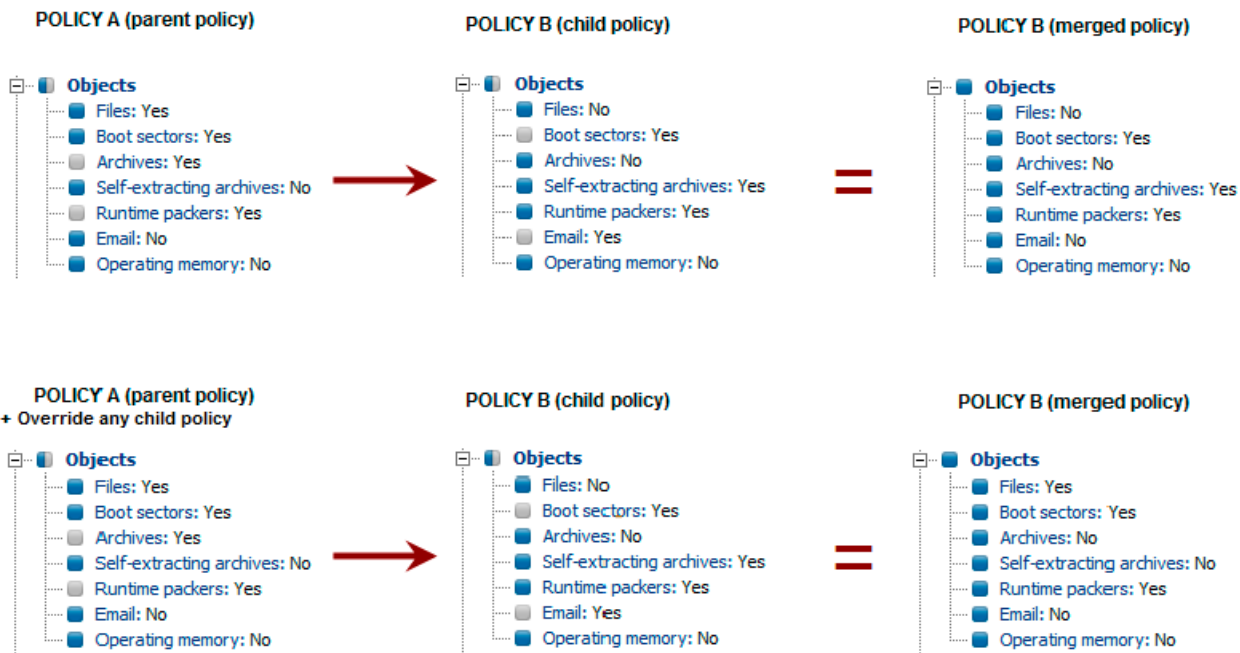 POLICY A (parent policy)
Objects
Files: Yes
Boot sectors: Yes
Archives: Yes
Self-extracting archives: No
Runtime packers: Yes
Email: No
Operating memory: No
POLICY B (child policy)
Objects
Files: No
Boot sectors: Yes
Archives: No
Self-extracting archives: Yes
Runtime packers: Yes
Email: Yes
Operating memory: No
=
POLICY B (merged policy)
Objects
Files: No
Boot sectors: Yes
Archives: No
Self-extracting archives: Yes
Runtime packers: Yes
Email: No
Operating memory: No
POLICY A (parent policy)
+ Override any child policy
Objects
Files: Yes
Boot sectors: Yes
Archives: Yes
Self-extracting archives: No
Runtime packers: Yes
Email: No
Operating memory: No
POLICY B (child policy)
Objects
Files: No
Boot sectors: Yes
Archives: No
Self-extracting archives: Yes
Runtime packers: Yes
Email: Yes
Operating memory: No
=
POLICY B (merged policy)
Objects
Files: Yes
Boot sectors: Yes
Archives: No
Self-extracting archives: No
Runtime packers: Yes
Email: No
Operating memory: No